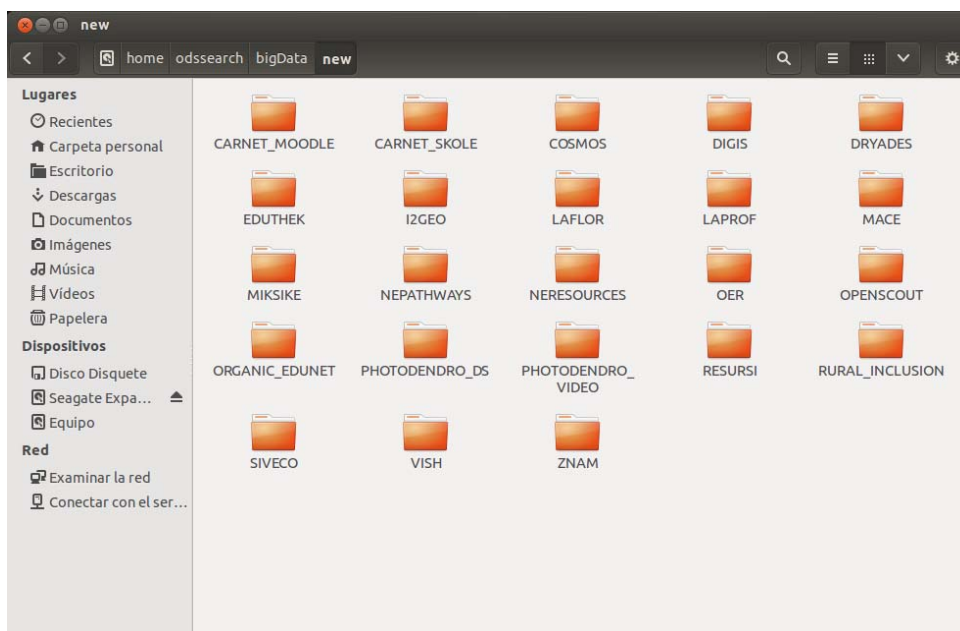 new
home odssearch bigData new
Lugares
Recientes
Carpeta personal
Escritorio
Descargas
Documentos
Imágenes
Música
Vídeos
Papelera
Dispositivos
Disco Disquete
Seagate Expa...
Equipo
Red
Examinar la red
Conectar con el ser...
CARNET_MOODLE CARNET_SKOLE COSMOS DIGIS DRYADES
EDUTHEK I2GEO LAFLOR LAPROF MACE
MIKSIKE NEPATHWAYS NERESOURCES OER OPENSCOUT
ORGANIC_EDUNET PHOTODENDRO_DS PHOTODENDRO_
VIDEO RESURSI RURAL_INCLUSION
SIVECO VISH ZNAM